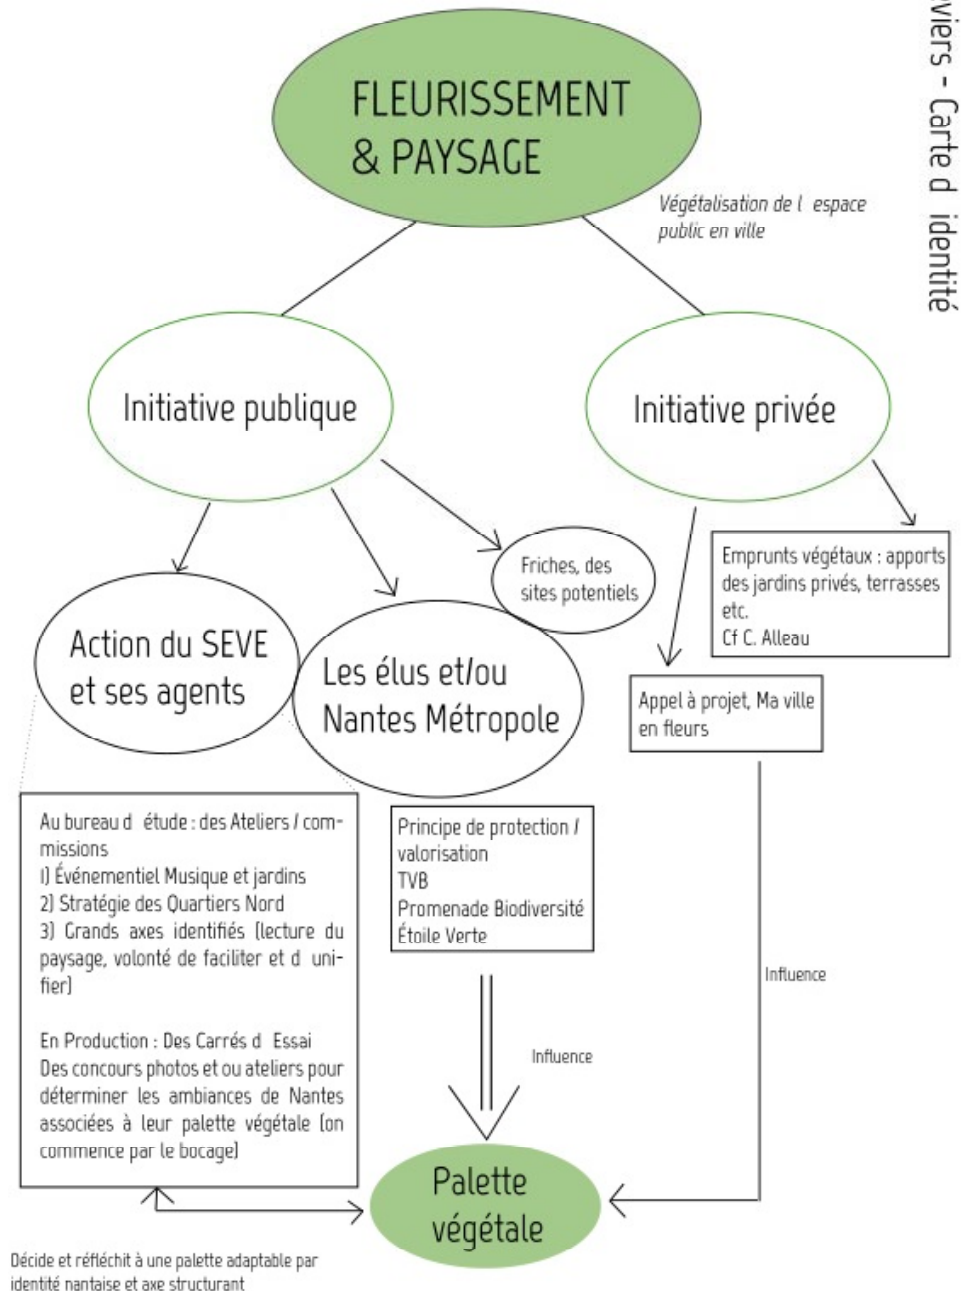 FLEURISSEMENT
& PAYSAGE
Végétalisation de l espace
public en ville
viers - Carte d identité
Initiative publique
Initiative privée
Friches, des
sites potentiels
Emprunts végétaux : apports
des jardins privés, terrasses
etc.
Cf C. Alleau
Action du SEVE
et ses agents
Les élus et/ou
Nantes Métropole
Appel à projet, Ma ville
en fleurs
Au bureau d étude : des Ateliers / com-
missions
1) Événementiel Musique et jardins
2) Stratégie des Quartiers Nord
3) Grands axes identifiés (lecture du
paysage, volonté de faciliter et d uni-
fier)
En Production : Des Carrés d Essai
Des concours photos et ou ateliers pour
déterminer les ambiances de Nantes
associées à leur palette végétale (on
commence par le bocage)
Principe de protection /
valorisation
TVB
Promenade Biodiversité
Étoile Verte
Influence
Influence
Palette
végétale
Décide et réfléchit à une palette adaptable par
identité nantaise et axe structurant